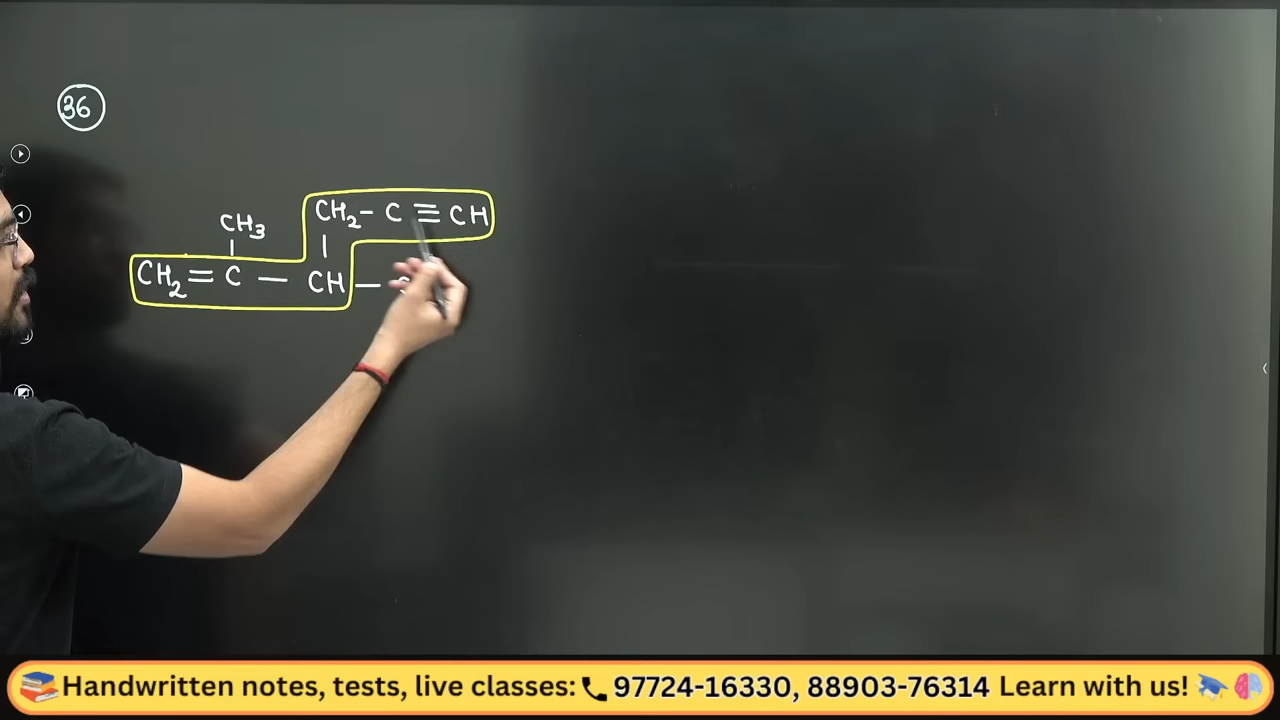 36
CH3
CH2 - C ≡ CH
CH2 = C — CH —
Handwritten notes, tests, live classes: 97724-16330, 88903-76314 Learn with us!